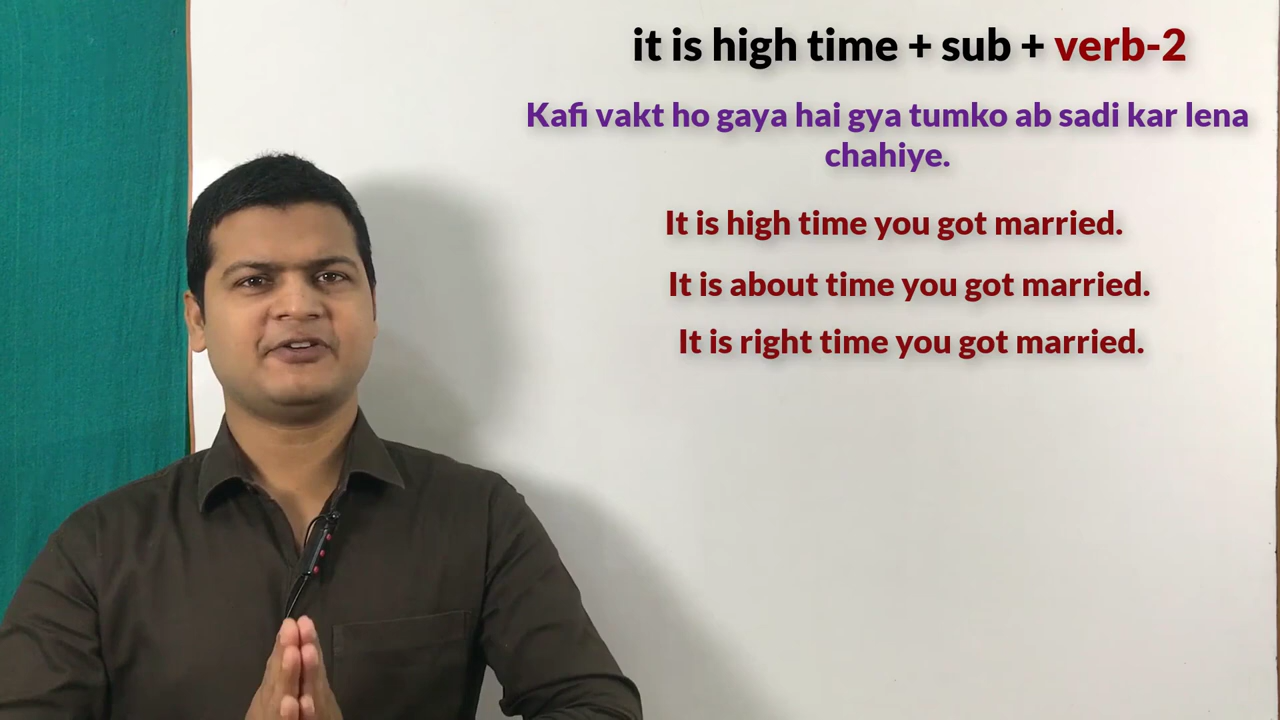 it is high time + sub + verb-2
Kafi vakt ho gaya hai gya tumko ab sadi kar lena
chahiye.
It is high time you got married.
It is about time you got married.
It is right time you got married.